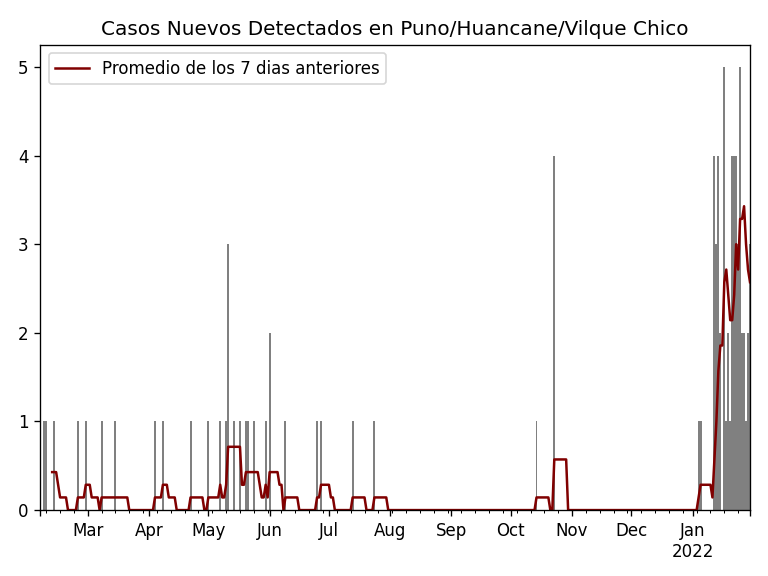 Casos Nuevos Detectados en Puno/Huancane/Vilque Chico
Promedio de los 7 dias anteriores
5
4
3
2
1
0
Mar Apr May Jun Jul Aug Sep Oct Nov Dec Jan
2022